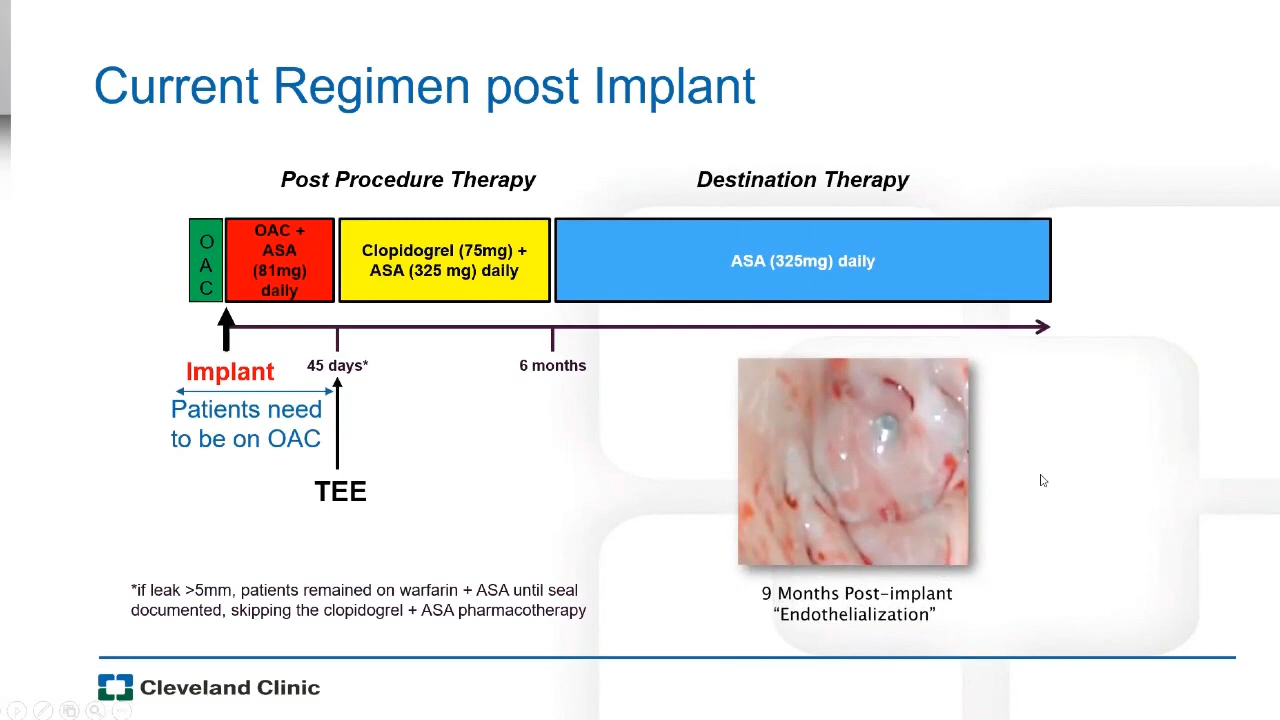 Current Regimen post Implant
Post Procedure Therapy
Destination Therapy
O
A
C
OAC +
ASA
(81mg)
daily
Clopidogrel (75mg) +
ASA (325 mg) daily
ASA (325mg) daily
Implant
45 days*
6 months
Patients need
to be on OAC
TEE
*if leak >5mm, patients remained on warfarin + ASA until seal
documented, skipping the clopidogrel + ASA pharmacotherapy
9 Months Post-implant
“Endothelialization”
Cleveland Clinic